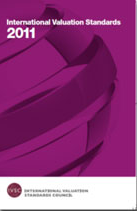 International Valuation Standards
2011
IVSC
INTERNATIONAL VALUATION
STANDARDS COUNCIL